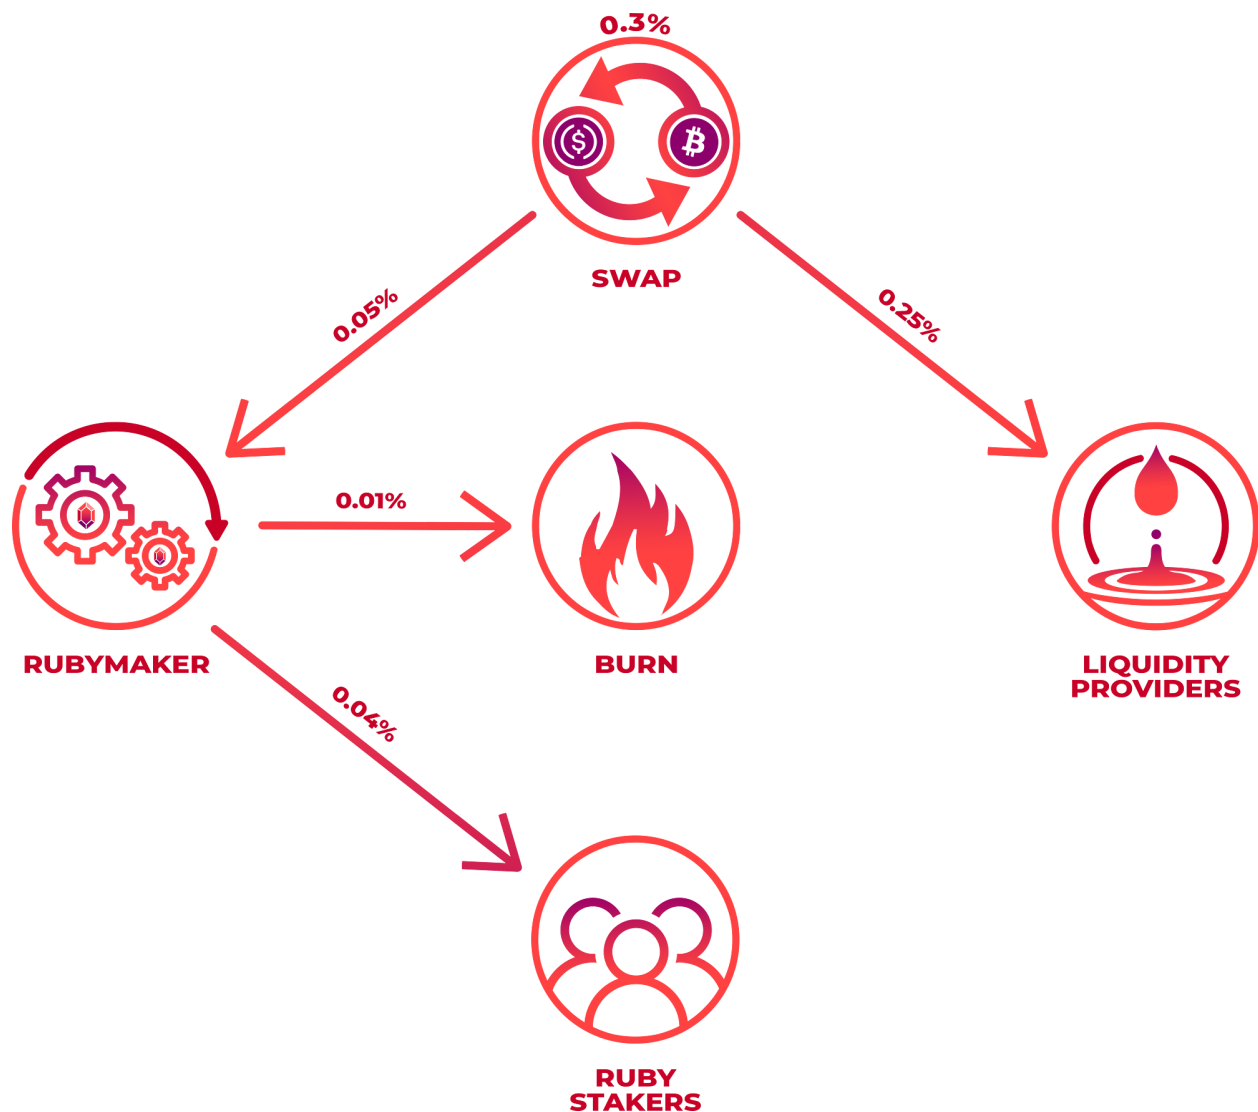 0.3%
SWAP
0.05%
0.25%
0.01%
RUBYMAKER
BURN
LIQUIDITY
PROVIDERS
0.04%
RUBY
STAKERS